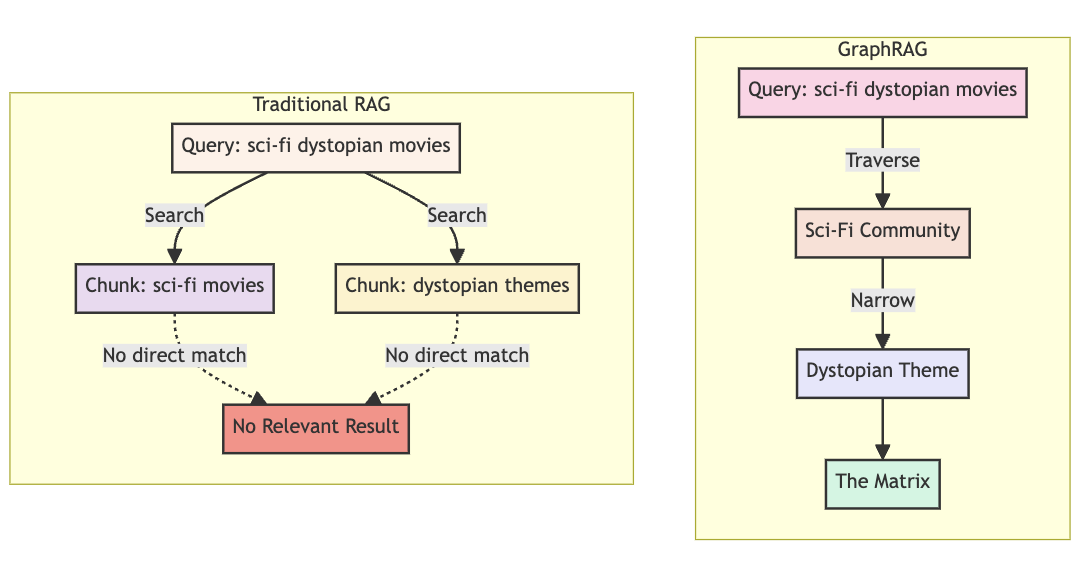 Traditional RAG
Query: sci-fi dystopian movies
Search
Search
Chunk: sci-fi movies
Chunk: dystopian themes
No direct match
No direct match
No Relevant Result
GraphRAG
Query: sci-fi dystopian movies
Traverse
Sci-Fi Community
Narrow
Dystopian Theme
The Matrix